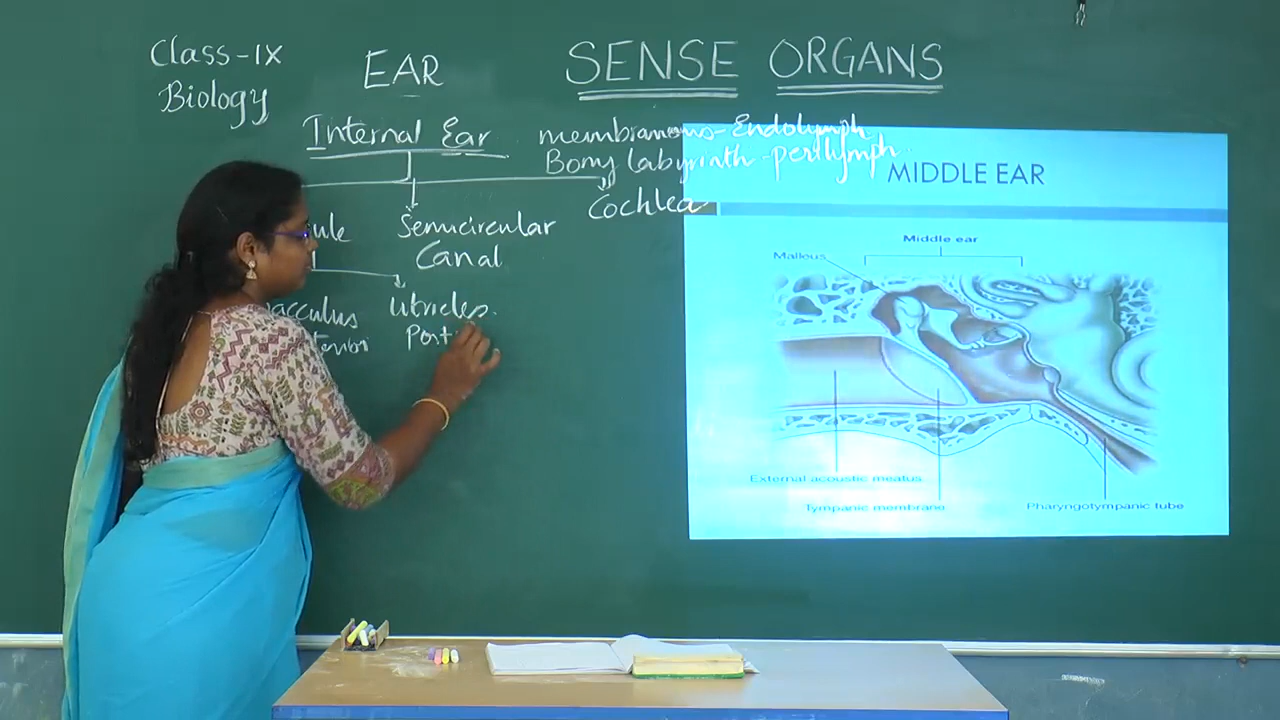 Class-IX
Biology
EAR
SENSE ORGANS
Internal Ear
membranous-Endolymph
Bony labyrinth-perilymph
Semicircular
Canal
Cochlea
Utricles.
MIDDLE EAR
Middle ear
Malleus
External acoustic meatus
Tympanic membrane
Pharyngotympanic tube